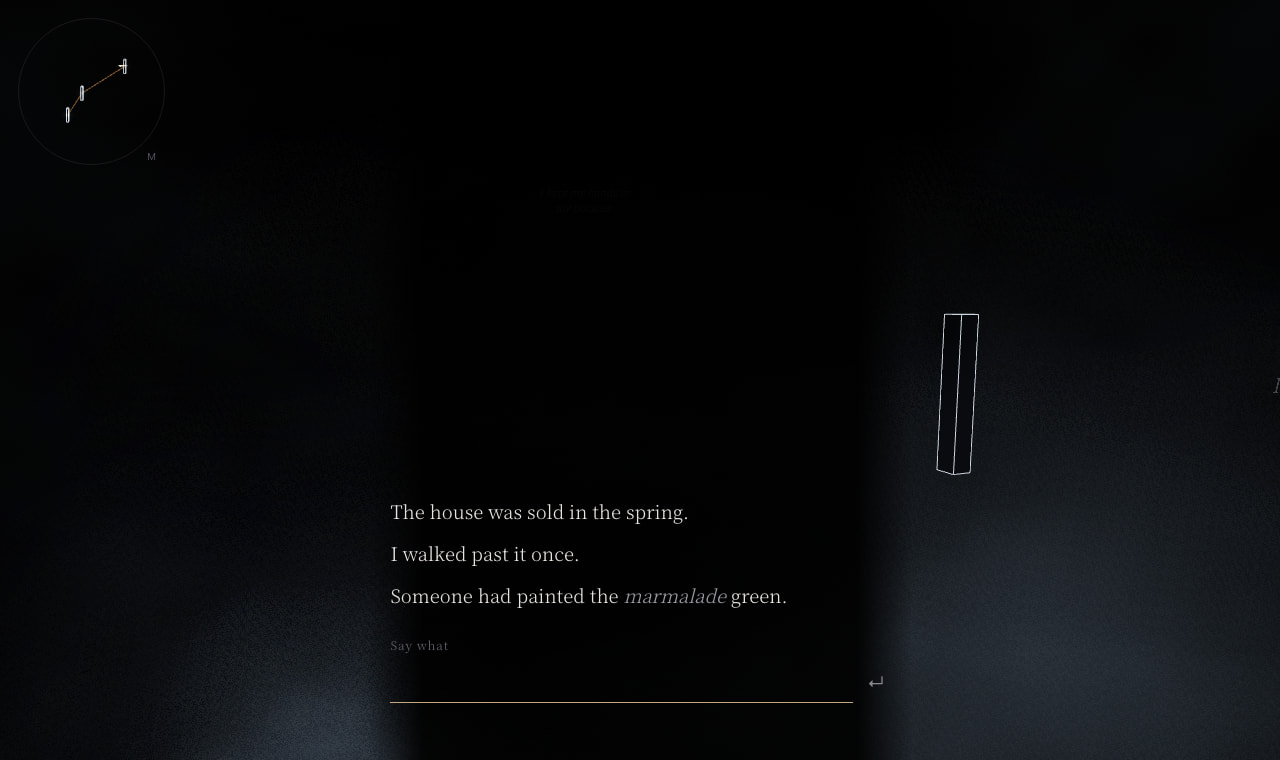 M
The house was sold in the spring.
I walked past it once.
Someone had painted the marmalade green.
Say what